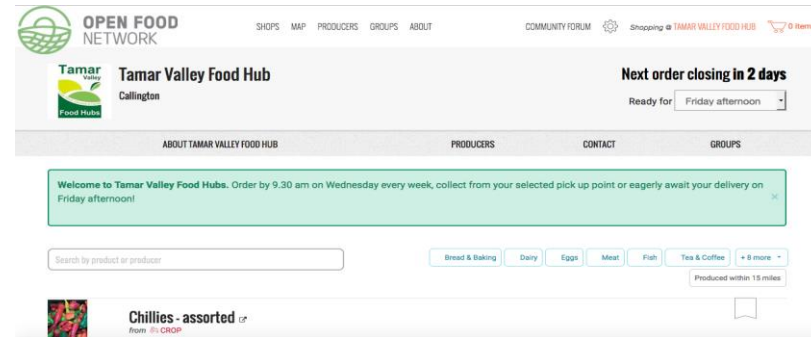 OPEN FOOD
NETWORK
SHOPS MAP PRODUCERS GROUPS ABOUT
COMMUNITY FORUM Shopping @ TAMAR VALLEY FOOD HUB 0 item
Tamar
Valley
Food Hubs
Tamar Valley Food Hub
Callington
Next order closing in 2 days
Ready for Friday afternoon
ABOUT TAMAR VALLEY FOOD HUB PRODUCERS CONTACT GROUPS
Welcome to Tamar Valley Food Hubs. Order by 9.30 am on Wednesday every week, collect from your selected pick up point or eagerly await your delivery on
Friday afternoon!
Search by product or producer
Bread & Baking Dairy Eggs Meat Fish Tea & Coffee + 8 more
Produced within 15 miles
Chillies - assorted
from CROP